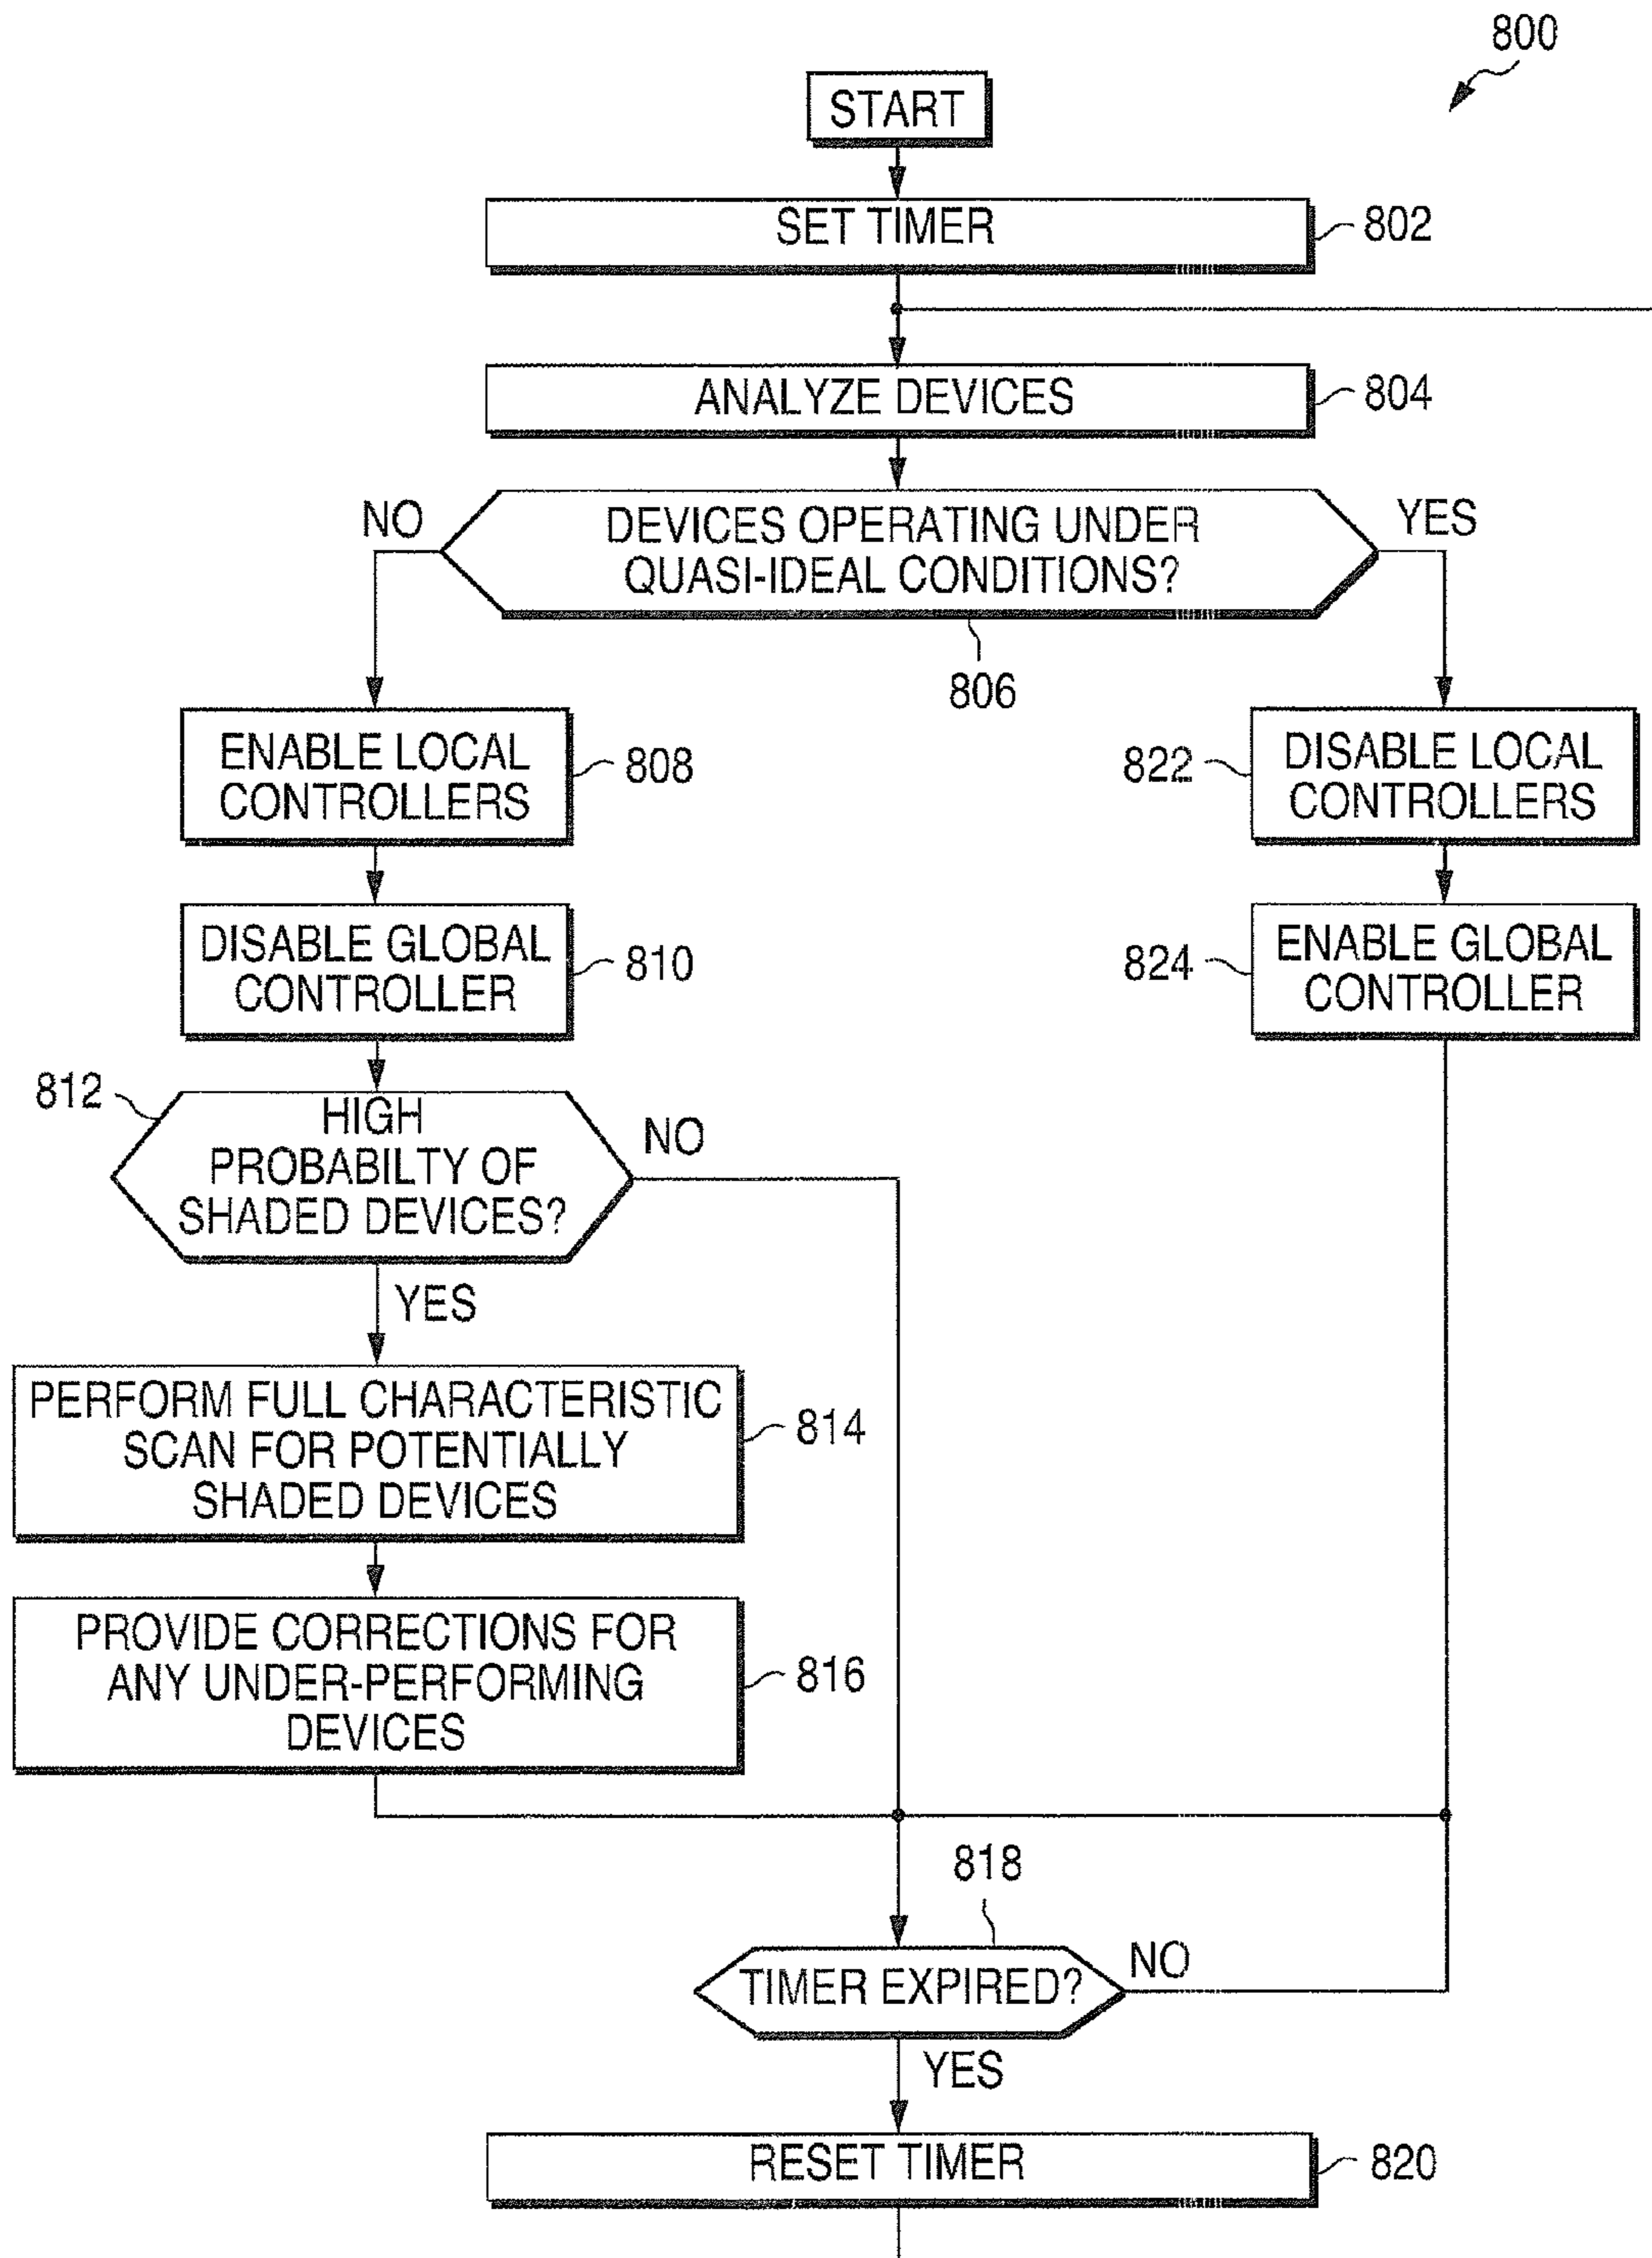 800
START
SET TIMER
802
ANALYZE DEVICES
804
NO
DEVICES OPERATING UNDER
QUASI-IDEAL CONDITIONS?
YES
806
ENABLE LOCAL
CONTROLLERS
808
822
DISABLE LOCAL
CONTROLLERS
DISABLE GLOBAL
CONTROLLER
810
824
ENABLE GLOBAL
CONTROLLER
812
HIGH
PROBABILTY OF
SHADED DEVICES?
NO
YES
PERFORM FULL CHARACTERISTIC
SCAN FOR POTENTIALLY
SHADED DEVICES
814
PROVIDE CORRECTIONS FOR
ANY UNDER-PERFORMING
DEVICES
816
818
TIMER EXPIRED?
NO
YES
RESET TIMER
820